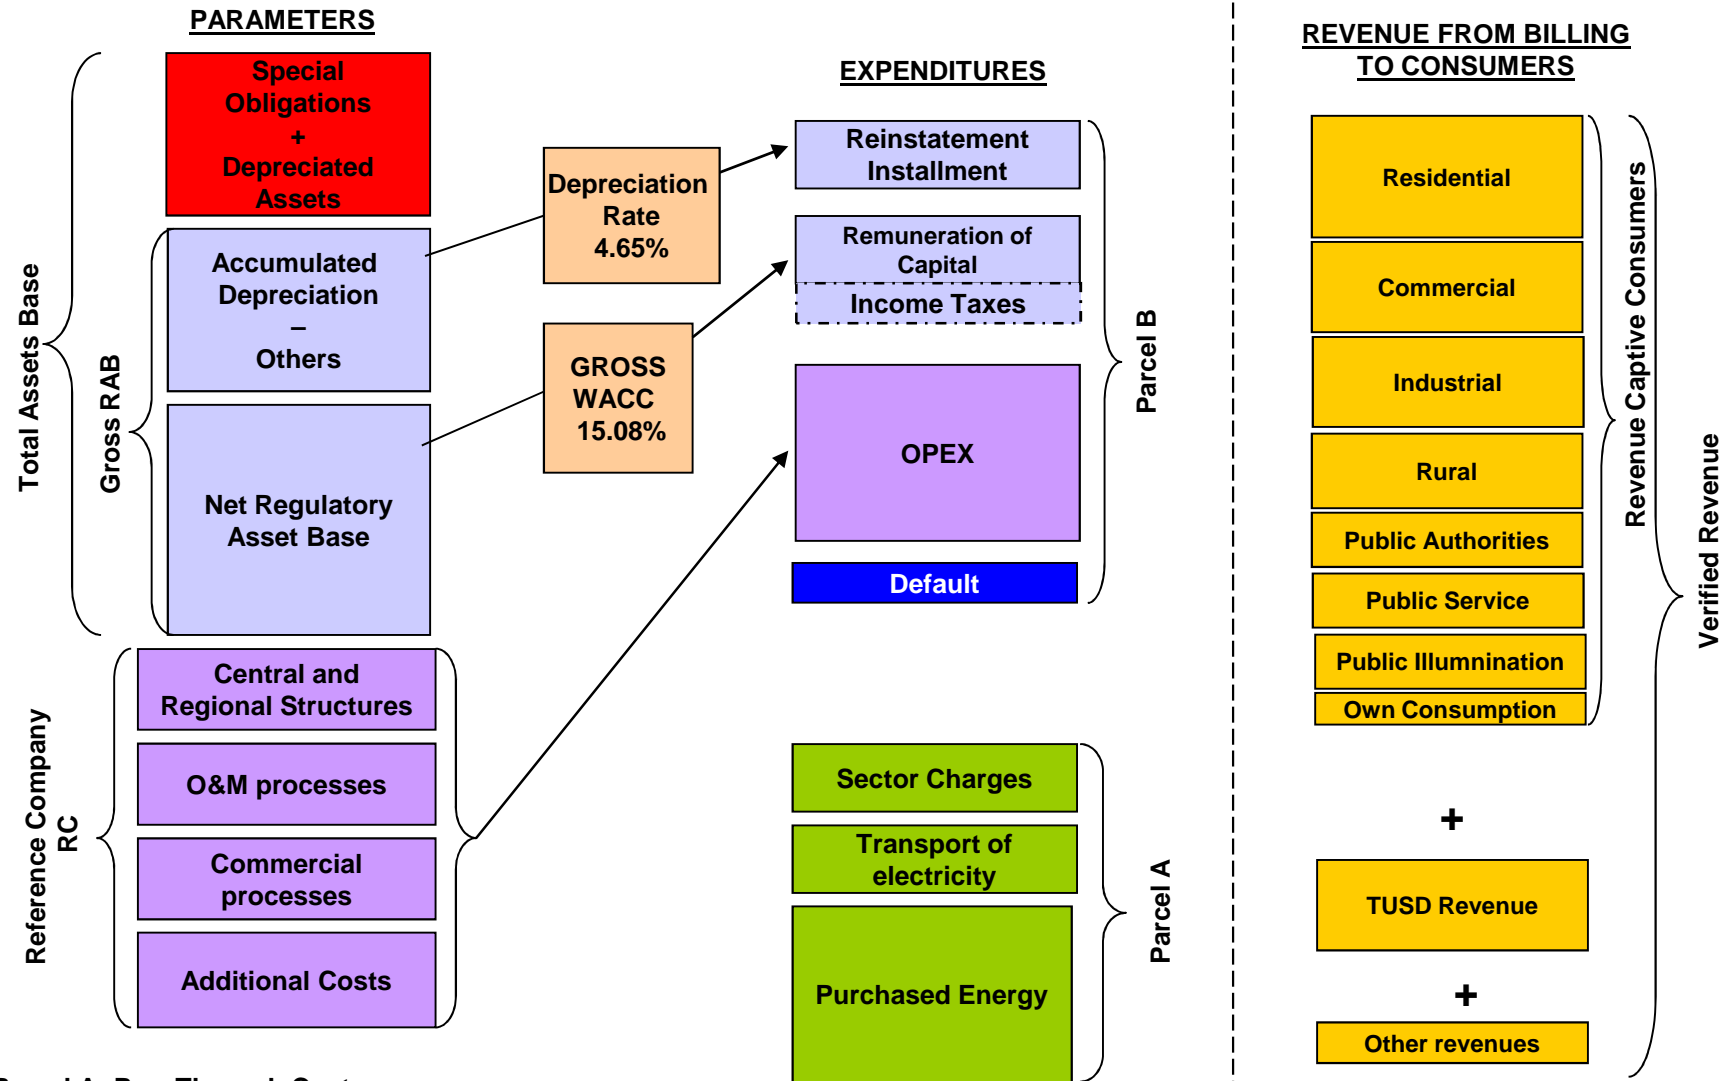 PARAMETERS
Special
Obligations
+
Depreciated
Assets
Accumulated
Depreciation
–
Others
Net Regulatory
Asset Base
Total Assets Base
Gross RAB
Central and
Regional Structures
O&M processes
Commercial
processes
Additional Costs
Reference Company
RC
Depreciation
Rate
4.65%
GROSS
WACC
15.08%
EXPENDITURES
Reinstatement
Installment
Remuneration of
Capital
Income Taxes
OPEX
Default
Parcel B
Sector Charges
Transport of
electricity
Purchased Energy
Parcel A
REVENUE FROM BILLING
TO CONSUMERS
Residential
Commercial
Industrial
Rural
Public Authorities
Public Service
Public Illumnination
Own Consumption
Revenue Captive Consumers
+
TUSD Revenue
+
Other revenues
Verified Revenue